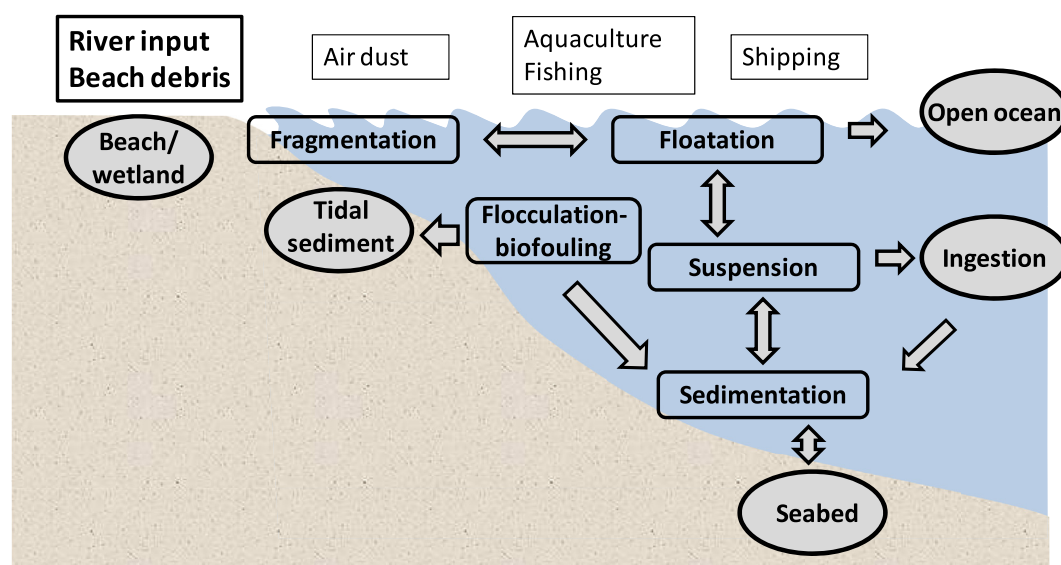 River input
Beach debris
Air dust
Aquaculture
Fishing
Shipping
Open ocean
Beach/
wetland
Fragmentation
Floatation
Tidal
sediment
Flocculation-
biofouling
Suspension
Ingestion
Sedimentation
Seabed